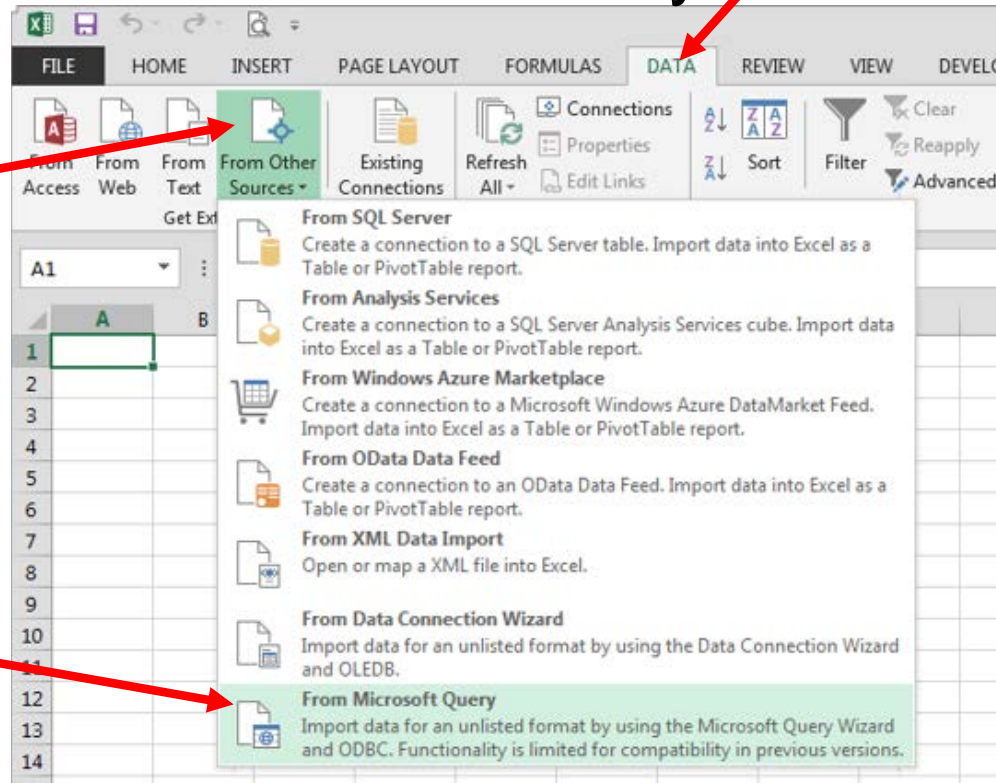 FILE HOME INSERT PAGE LAYOUT FORMULAS DATA REVIEW VIEW DEVELO
From Access
From Web
From Text
From Other Sources
Existing Connections
Refresh All
Connections
Properties
Edit Links
A Z
Z A
Z A
A Z
Sort
Filter
Clear
Reapply
Advanced
Get Ext
A1
A B
From SQL Server
Create a connection to a SQL Server table. Import data into Excel as a
Table or PivotTable report.
From Analysis Services
Create a connection to a SQL Server Analysis Services cube. Import data
into Excel as a Table or PivotTable report.
From Windows Azure Marketplace
Create a connection to a Microsoft Windows Azure DataMarket Feed.
Import data into Excel as a Table or PivotTable report.
From OData Data Feed
Create a connection to an OData Data Feed. Import data into Excel as a
Table or PivotTable report.
From XML Data Import
Open or map a XML file into Excel.
From Data Connection Wizard
Import data for an unlisted format by using the Data Connection Wizard
and OLEDB.
From Microsoft Query
Import data for an unlisted format by using the Microsoft Query Wizard
and ODBC. Functionality is limited for compatibility in previous versions.
1
2
3
4
5
6
7
8
9
10
11
12
13
14